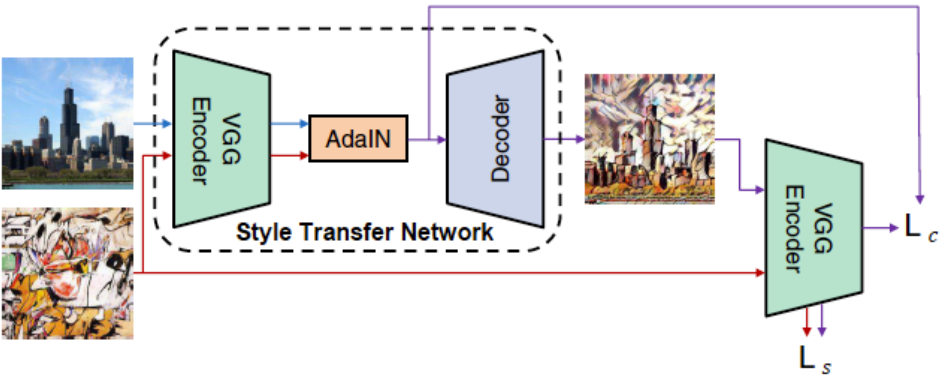 VGG
Encoder
AdaIN
Decoder
Style Transfer Network
VGG
Encoder
L c
L s